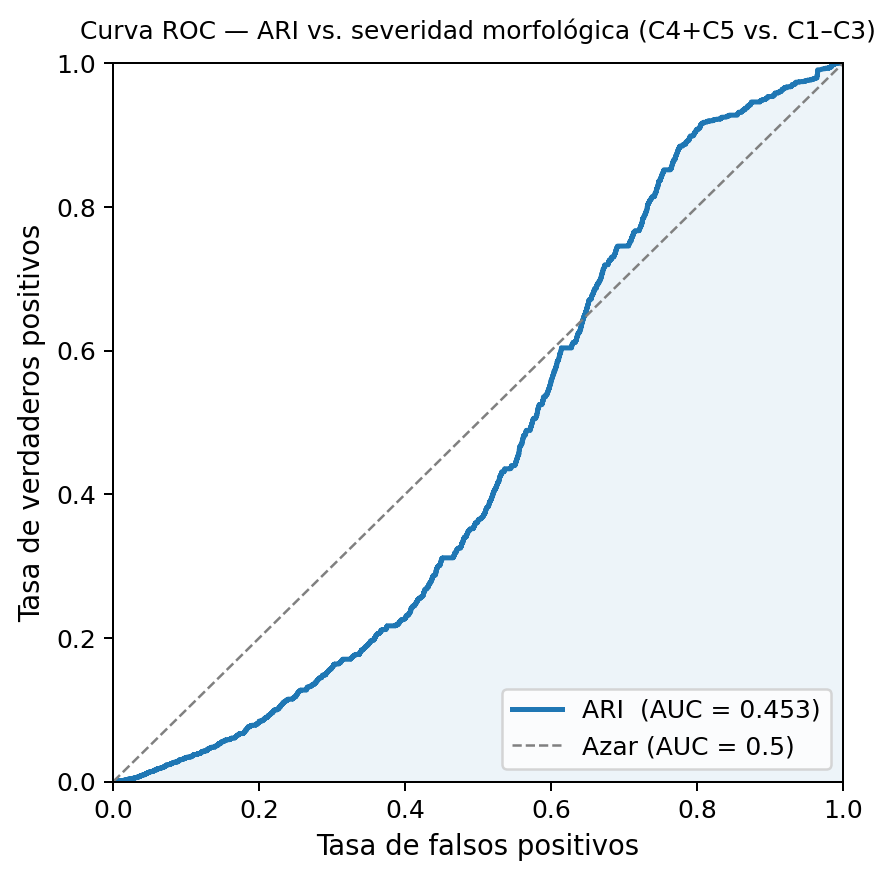 Curva ROC — ARI vs. severidad morfológica (C4+C5 vs. C1–C3)
1.0
0.8
0.6
0.4
0.2
0.0
Tasa de verdaderos positivos
ARI (AUC = 0.453)
Azar (AUC = 0.5)
0.0 0.2 0.4 0.6 0.8 1.0
Tasa de falsos positivos